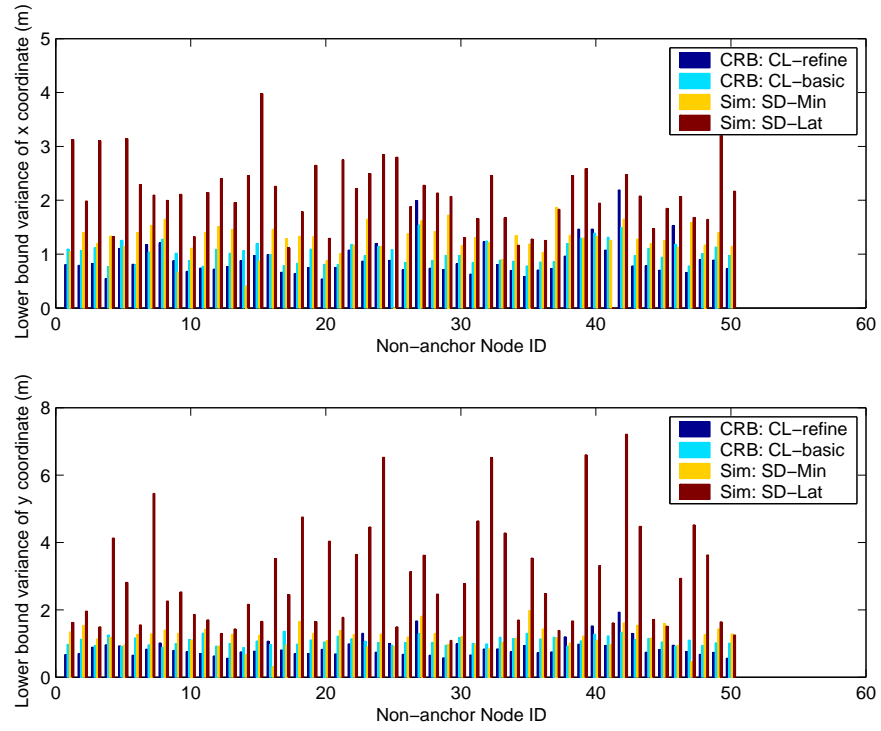 Lower bound variance of x coordinate (m)
5
4
3
2
1
0
CRB: CL−refine
CRB: CL−basic
Sim: SD−Min
Sim: SD−Lat
0 10 20 30 40 50 60
Non−anchor Node ID
Lower bound variance of y coordinate (m)
8
6
4
2
0
CRB: CL−refine
CRB: CL−basic
Sim: SD−Min
Sim: SD−Lat
0 10 20 30 40 50 60
Non−anchor Node ID